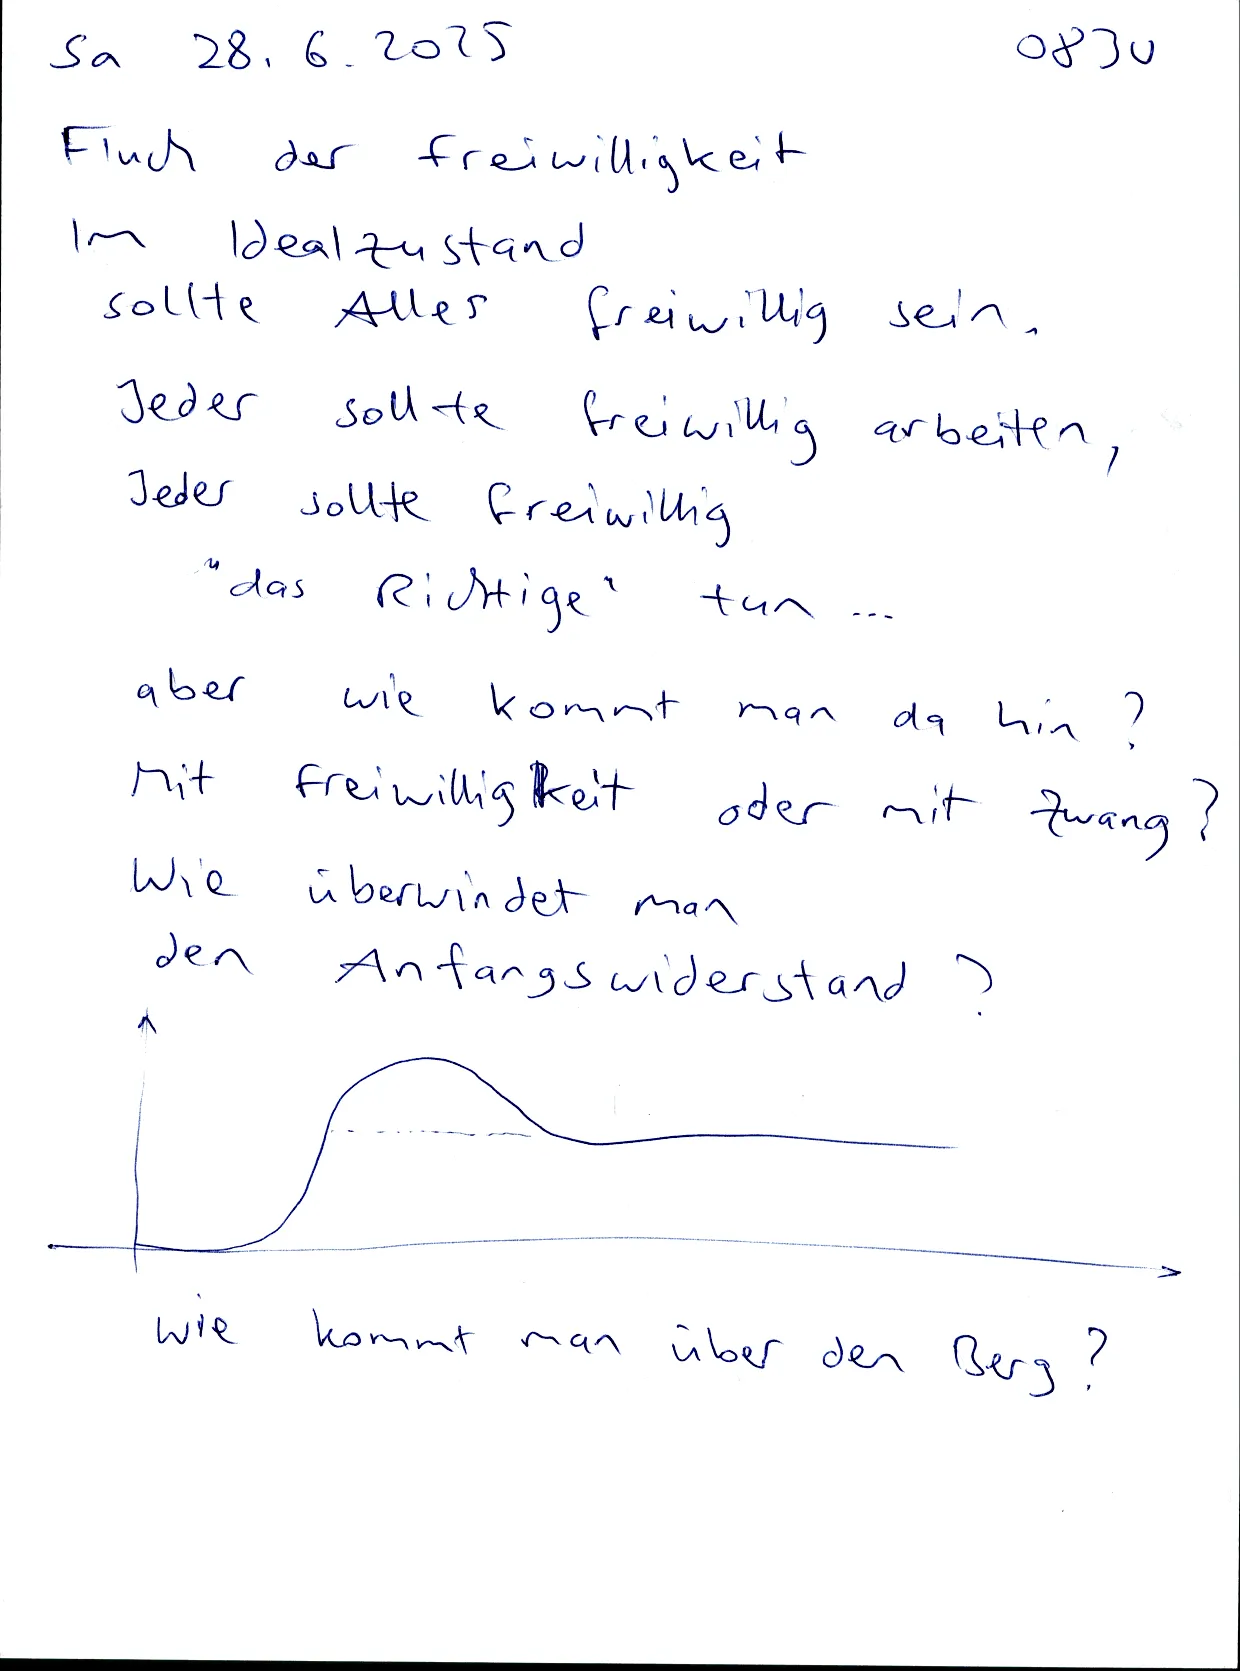 Sa 28.6.2025 0830
Fluch der Freiwilligkeit
Im Idealzustand
sollte Alles freiwillig sein.
Jeder sollte freiwillig arbeiten,
Jeder sollte freiwillig
"das Richtige" tun ...
aber wie kommt man da hin?
Mit Freiwilligkeit oder mit Zwang?
Wie überwindet man
den Anfangswiderstand?
wie kommt man über den Berg?